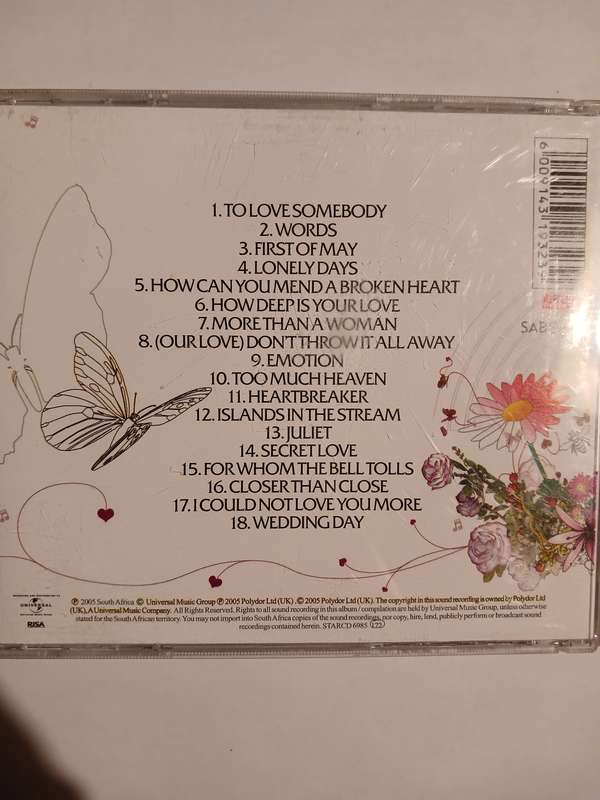 1. TO LOVE SOMEBODY
2. WORDS
3. FIRST OF MAY
4. LONELY DAYS
5. HOW CAN YOU MEND A BROKEN HEART
6. HOW DEEP IS YOUR LOVE
7. MORE THAN A WOMAN
8. (OUR LOVE) DON'T THROW IT ALL AWAY
9. EMOTION
10. TOO MUCH HEAVEN
11. HEARTBREAKER
12. ISLANDS IN THE STREAM
13. JULIET
14. SECRET LOVE
15. FOR WHOM THE BELL TOLLS
16. CLOSER THAN CLOSE
17. I COULD NOT LOVE YOU MORE
18. WEDDING DAY
6 009143 19323
SAB
UNIVERSAL
RISA
℗ 2005 South Africa © Universal Music Group ℗ 2005 Polydor Ltd (UK) . © 2005 Polydor Ltd (UK). The copyright in this sound recording is owned by Polydor Ltd
(UK), A Universal Music Company. All Rights Reserved. Rights to all sound recording in this album / compilation are held by Universal Music Group, unless otherwise
stated for the South African territory. You may not import into South Africa copies of the sound recordings, nor copy, hire, lend, publicly perform or broadcast sound
recordings contained herein. STARCD 6985 122